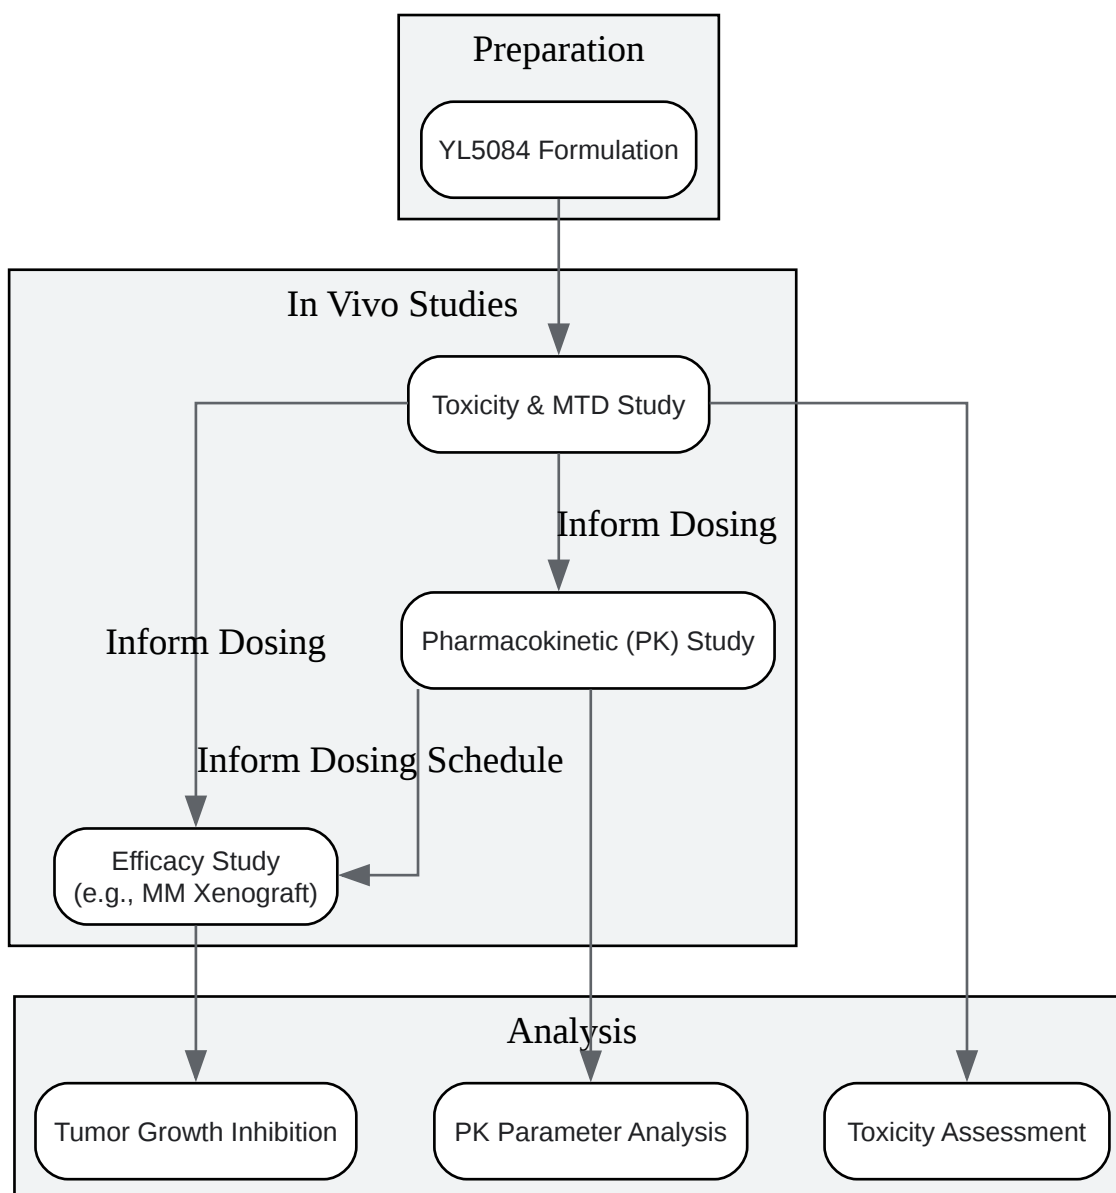 Preparation
YL5084 Formulation
In Vivo Studies
Toxicity & MTD Study
Inform Dosing
Pharmacokinetic (PK) Study
Inform Dosing
Inform Dosing Schedule
Efficacy Study
(e.g., MM Xenograft)
Analysis
Tumor Growth Inhibition
PK Parameter Analysis
Toxicity Assessment